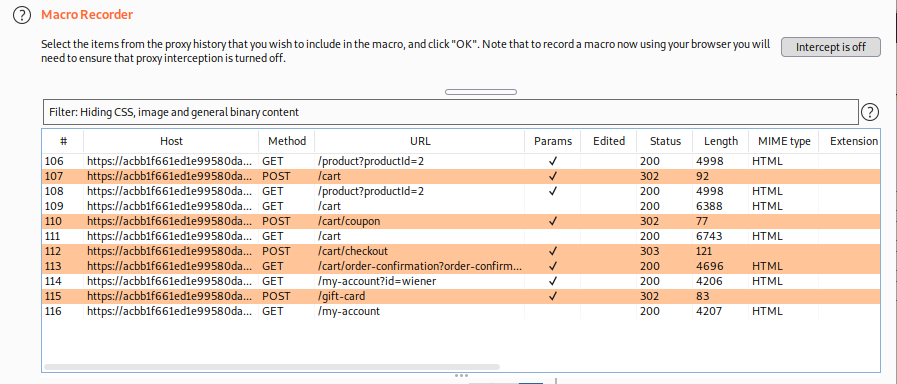 Macro Recorder
Select the items from the proxy history that you wish to include in the macro, and click "OK". Note that to record a macro now using your browser you will
need to ensure that proxy interception is turned off.
Intercept is off
Filter: Hiding CSS, image and general binary content
# Host Method URL Params Edited Status Length MIME type Extension
106 https://acbb1f661ed1e99580da... GET /product?productId=2 ✓ 200 4998 HTML
107 https://acbb1f661ed1e99580da... POST /cart ✓ 302 92
108 https://acbb1f661ed1e99580da... GET /product?productId=2 ✓ 200 4998 HTML
109 https://acbb1f661ed1e99580da... GET /cart 200 6388 HTML
110 https://acbb1f661ed1e99580da... POST /cart/coupon ✓ 302 77
111 https://acbb1f661ed1e99580da... GET /cart 200 6743 HTML
112 https://acbb1f661ed1e99580da... POST /cart/checkout ✓ 303 121
113 https://acbb1f661ed1e99580da... GET /cart/order-confirmation?order-confirm... ✓ 200 4696 HTML
114 https://acbb1f661ed1e99580da... GET /my-account?id=wiener ✓ 200 4206 HTML
115 https://acbb1f661ed1e99580da... POST /gift-card ✓ 302 83
116 https://acbb1f661ed1e99580da... GET /my-account 200 4207 HTML